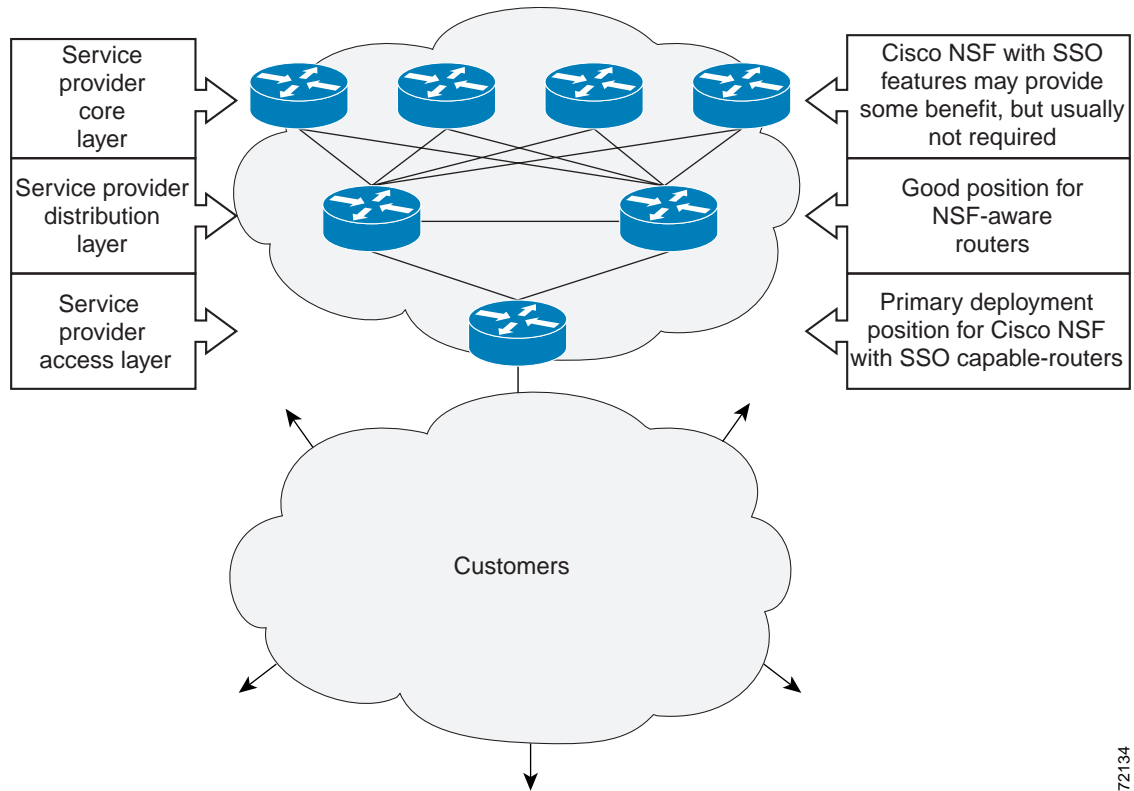 Service
provider
core
layer
Cisco NSF with SSO
features may provide
some benefit, but usually
not required
Service provider
distribution
layer
Good position for
NSF-aware
routers
Service
provider
access layer
Primary deployment
position for Cisco NSF
with SSO capable-routers
Customers
72134